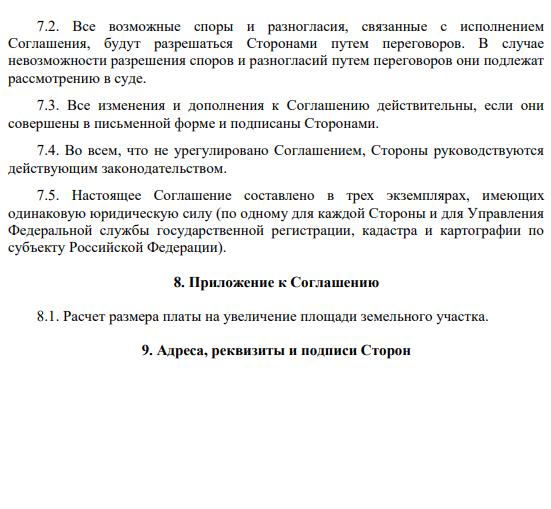 7.2. Все возможные споры и разногласия, связанные с исполнением
Соглашения, будут разрешаться Сторонами путем переговоров. В случае
невозможности разрешения споров и разногласий путем переговоров они подлежат
рассмотрению в суде.
7.3. Все изменения и дополнения к Соглашению действительны, если они
совершены в письменной форме и подписаны Сторонами.
7.4. Во всем, что не урегулировано Соглашением, Стороны руководствуются
действующим законодательством.
7.5. Настоящее Соглашение составлено в трех экземплярах, имеющих
одинаковую юридическую силу (по одному для каждой Стороны и для Управления
Федеральной службы государственной регистрации, кадастра и картографии по
субъекту Российской Федерации).
8. Приложение к Соглашению
8.1. Расчет размера платы на увеличение площади земельного участка.
9. Адреса, реквизиты и подписи Сторон